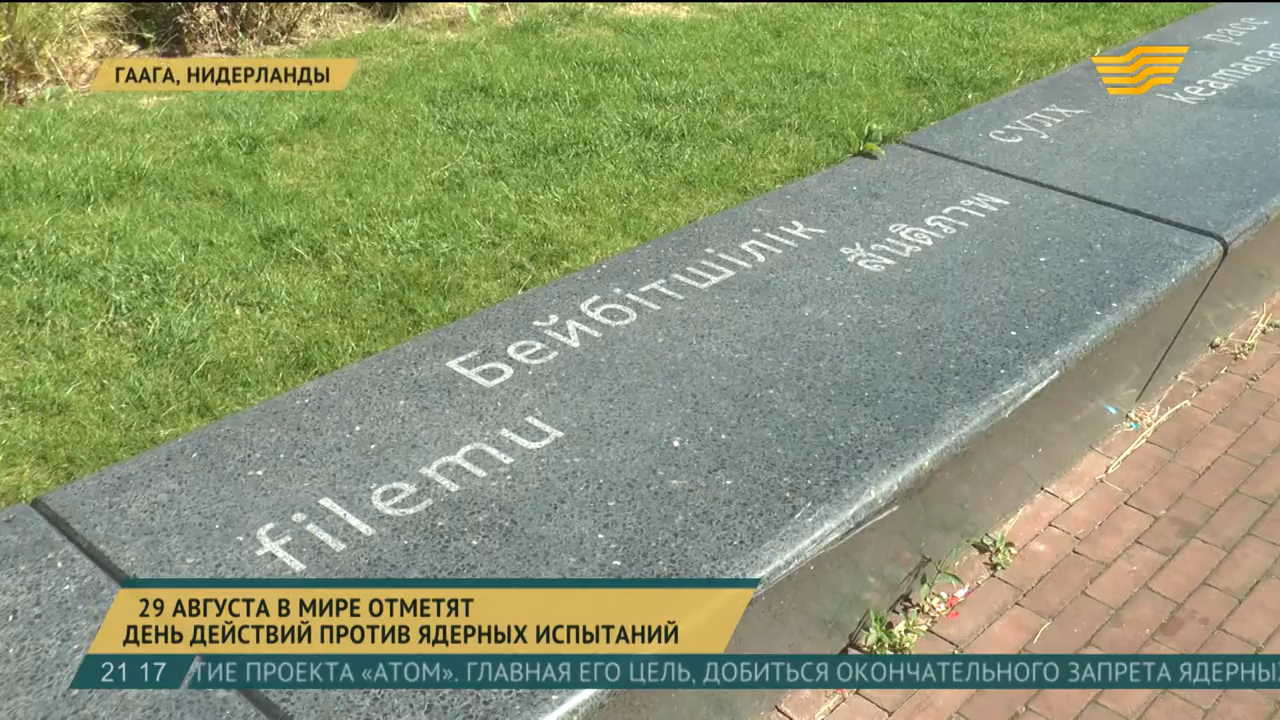 ГААГА, НИДЕРЛАНДЫ
pace
keamanan
сулх
สันติภาพ
Бейбітшілік
filemu
29 АВГУСТА В МИРЕ ОТМЕТЯТ
ДЕНЬ ДЕЙСТВИЙ ПРОТИВ ЯДЕРНЫХ ИСПЫТАНИЙ
21 17 ТИЕ ПРОЕКТА «АТОМ». ГЛАВНАЯ ЕГО ЦЕЛЬ, ДОБИТЬСЯ ОКОНЧАТЕЛЬНОГО ЗАПРЕТА ЯДЕРНЫ